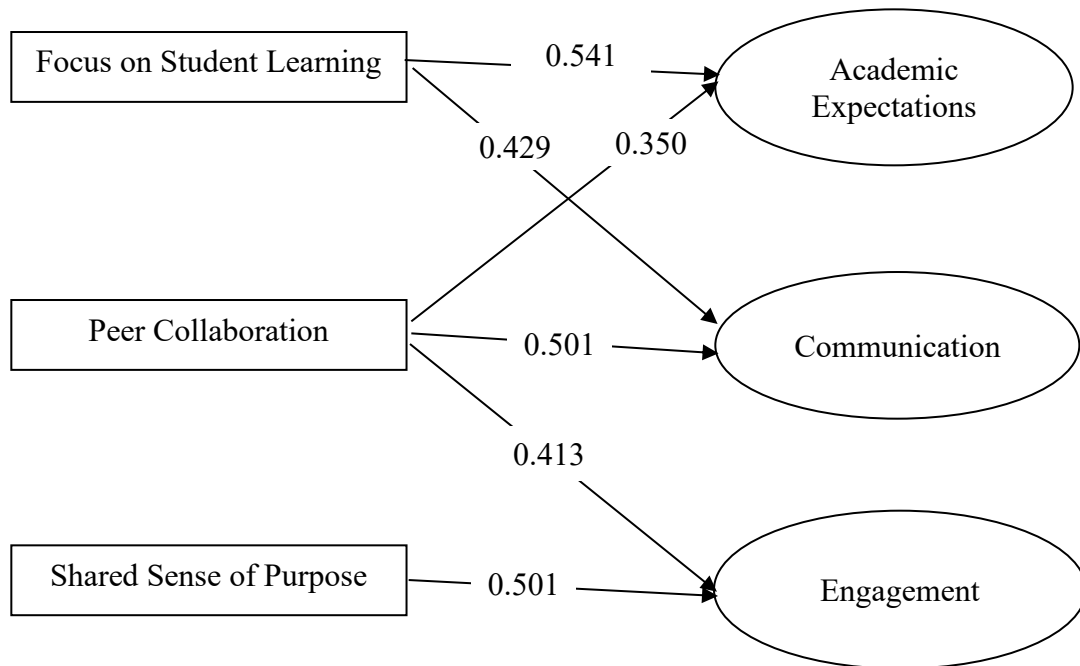 Focus on Student Learning
0.541
Academic
Expectations
0.429
0.350
Peer Collaboration
0.501
Communication
0.413
Shared Sense of Purpose
0.501
Engagement